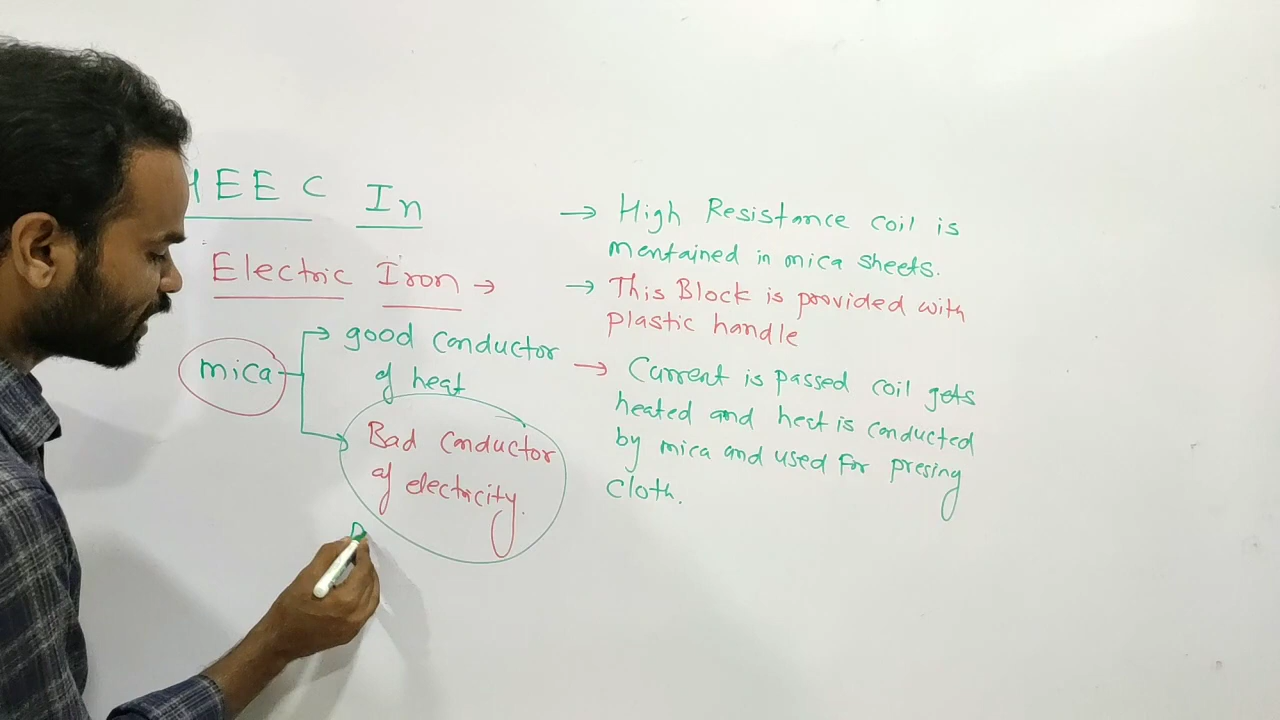 HEEC In
Electric Iron →
mica
→ good conductor
of heat
Bad conductor
of electricity.
→ High Resistance coil is
mentained in mica sheets.
→ This Block is provided with
plastic handle
→ Current is passed coil gets
heated and heat is conducted
by mica and used for presing
cloth.